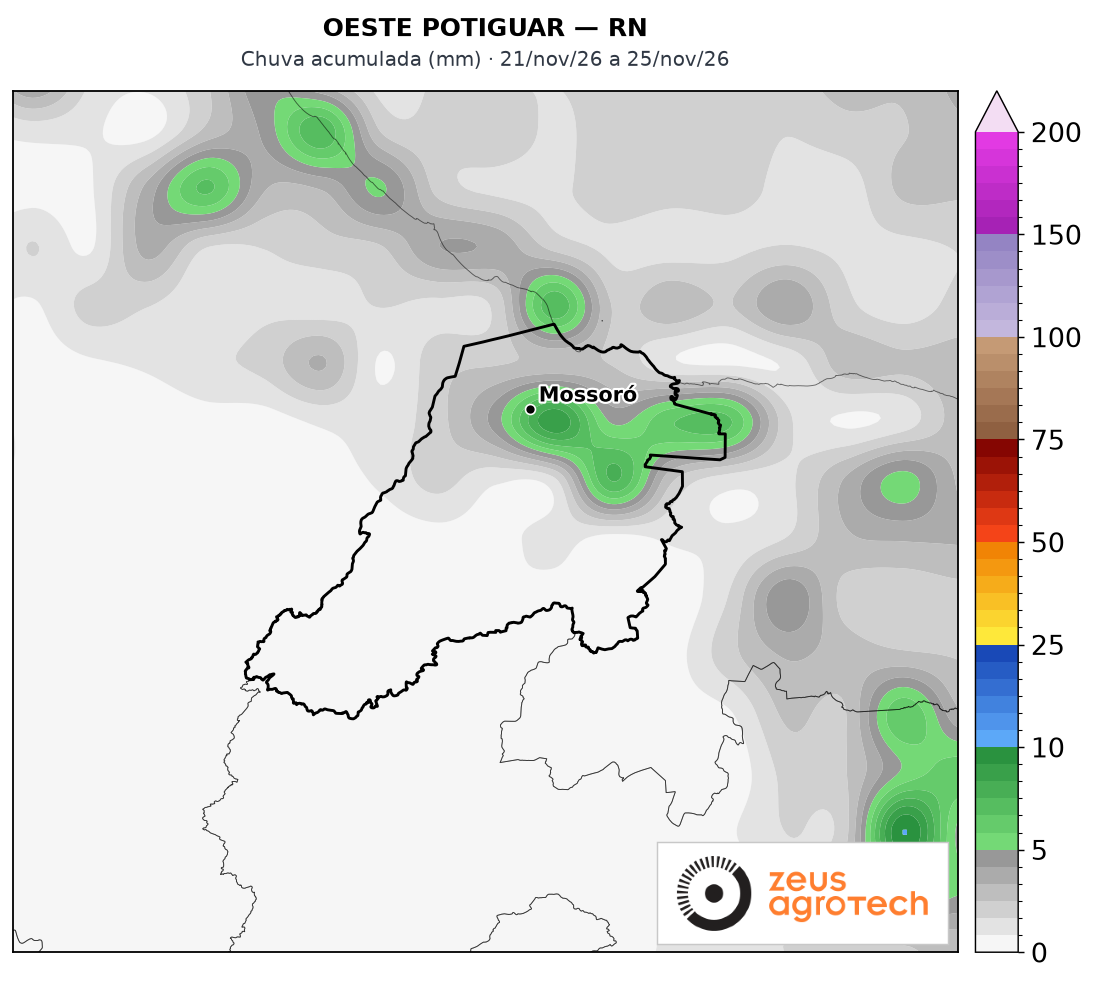 OESTE POTIGUAR — RN
Chuva acumulada (mm) · 21/nov/26 a 25/nov/26
Mossoró
200
150
100
75
50
25
10
5
0
zeus
agrotech